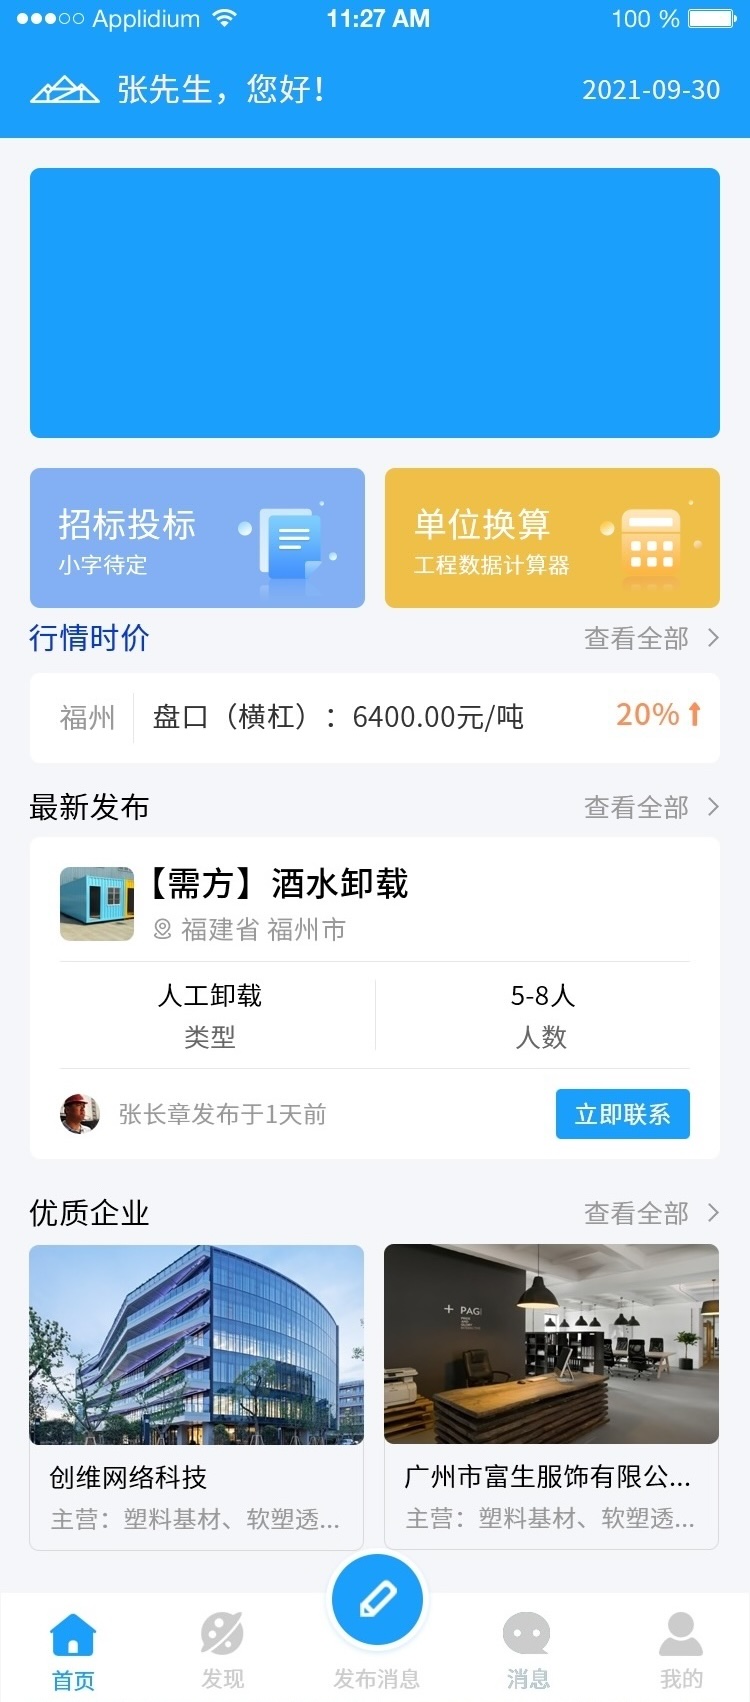 Applidium 11:27 AM 100 %
张先生，您好！ 2021-09-30
招标投标 单位换算
小字待定 工程数据计算器
行情时价 查看全部
福州 盘口（横杠）：6400.00元/吨 20%
最新发布 查看全部
【需方】酒水卸载
福建省 福州市
人工卸载 5-8人
类型 人数
张长章发布于1天前 立即联系
优质企业 查看全部
+ PAGI
创维网络科技 广州市富生服饰有限公...
主营：塑料基材、软塑透... 主营：塑料基材、软塑透...
首页 发现 发布消息 消息 我的